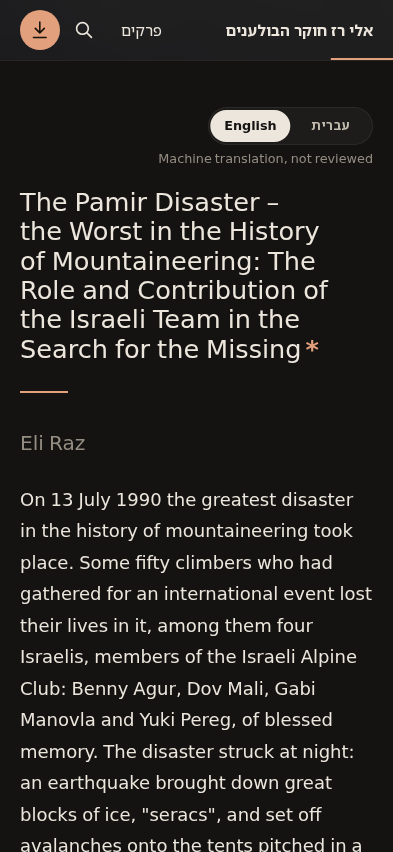 אלי רז חוקר הבולענים
פרקים
עברית
English
Machine translation, not reviewed
The Pamir Disaster –
the Worst in the History
of Mountaineering: The
Role and Contribution of
the Israeli Team in the
Search for the Missing *
Eli Raz
On 13 July 1990 the greatest disaster
in the history of mountaineering took
place. Some fifty climbers who had
gathered for an international event lost
their lives in it, among them four
Israelis, members of the Israeli Alpine
Club: Benny Agur, Dov Mali, Gabi
Manovla and Yuki Pereg, of blessed
memory. The disaster struck at night:
an earthquake brought down great
blocks of ice, "seracs", and set off
avalanches onto the tents pitched in a